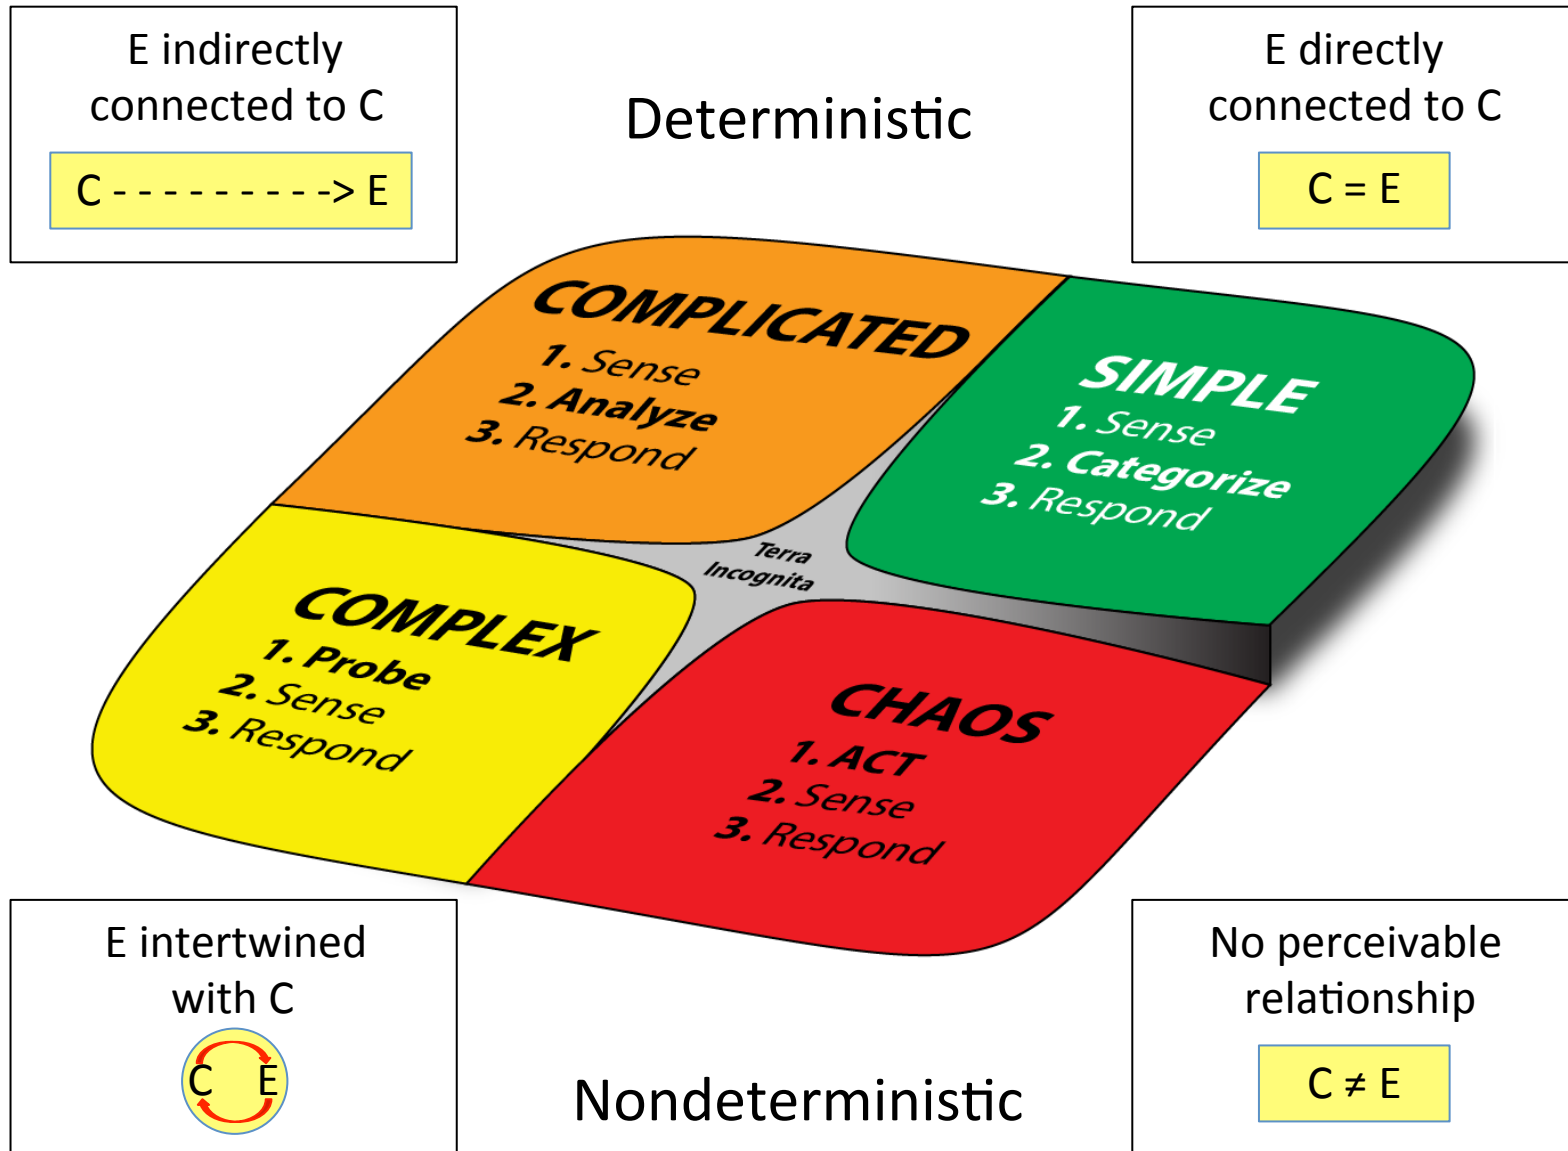 E indirectly
connected to C
C - - - - - - - - -> E
Deterministic
E directly
connected to C
C = E
COMPLICATED
1. Sense
2. Analyze
3. Respond
SIMPLE
1. Sense
2. Categorize
3. Respond
Terra
Incognita
COMPLEX
1. Probe
2. Sense
3. Respond
CHAOS
1. ACT
2. Sense
3. Respond
E intertwined
with C
C E
Nondeterministic
No perceivable
relationship
C ≠ E